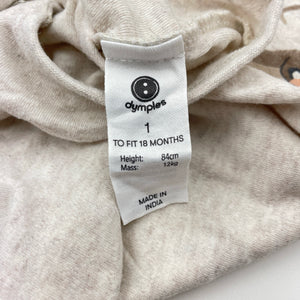 dymples
1
TO FIT 18 MONTHS
Height: 84cm
Mass: 12kg
MADE IN
INDIA